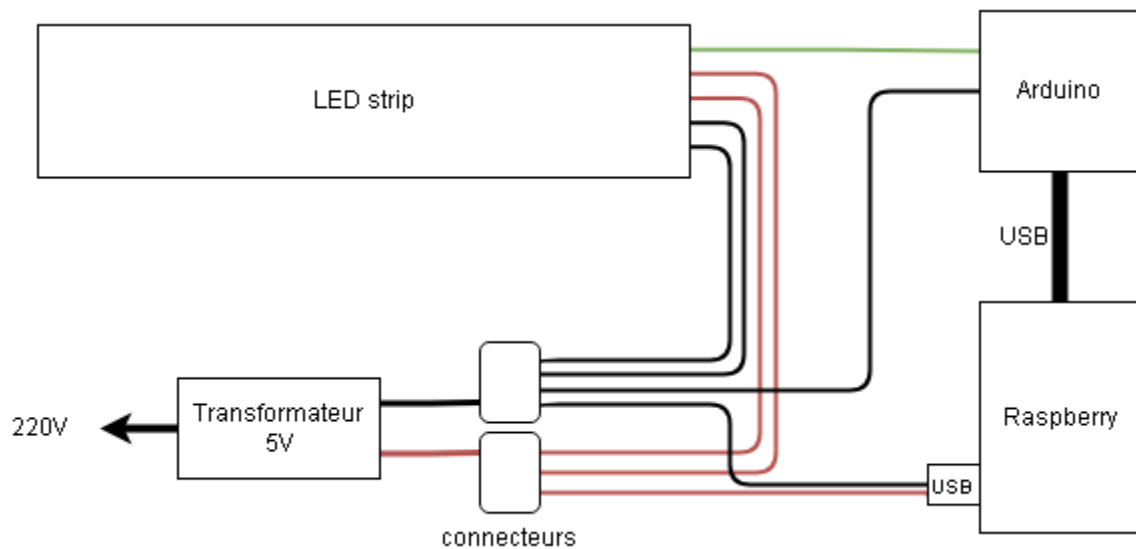 LED strip
Arduino
USB
220V
Transformateur
5V
Raspberry
USB
connecteurs